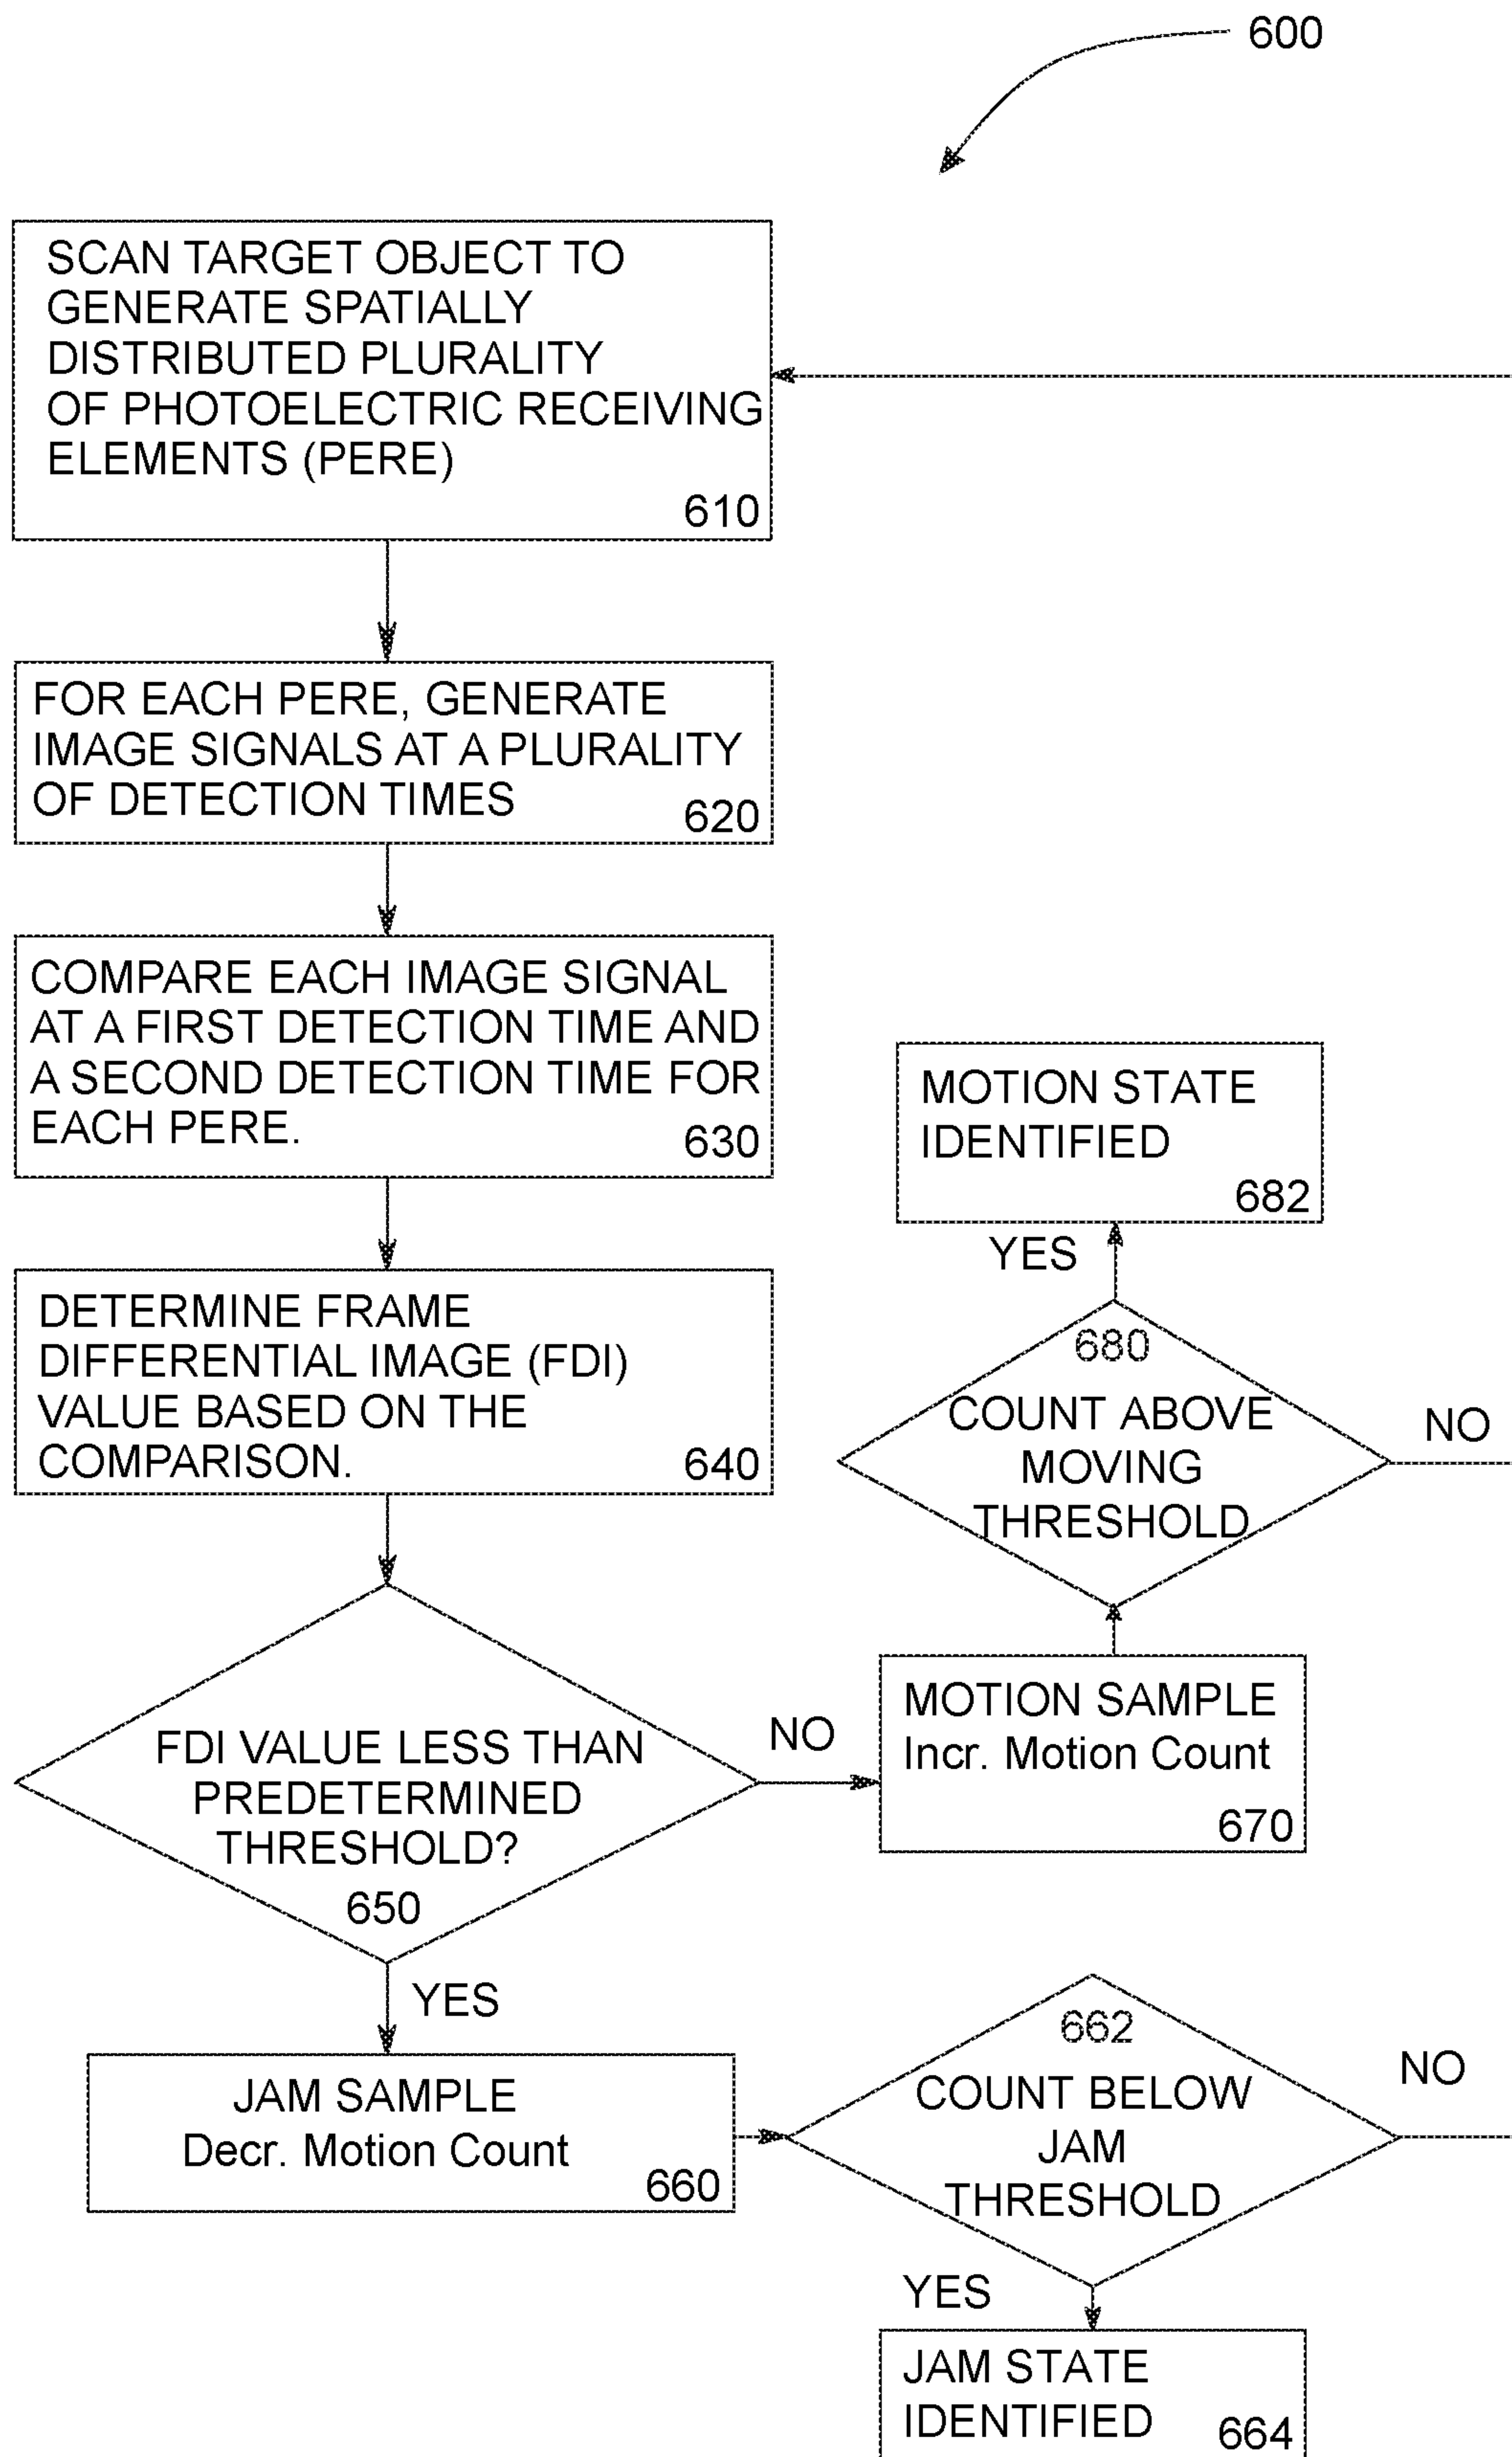 600
SCAN TARGET OBJECT TO
GENERATE SPATIALLY
DISTRIBUTED PLURALITY
OF PHOTOELECTRIC RECEIVING
ELEMENTS (PERE)
610
FOR EACH PERE, GENERATE
IMAGE SIGNALS AT A PLURALITY
OF DETECTION TIMES
620
COMPARE EACH IMAGE SIGNAL
AT A FIRST DETECTION TIME AND
A SECOND DETECTION TIME FOR
EACH PERE.
630
DETERMINE FRAME
DIFFERENTIAL IMAGE (FDI)
VALUE BASED ON THE
COMPARISON.
640
FDI VALUE LESS THAN
PREDETERMINED
THRESHOLD?
650
NO
MOTION SAMPLE
Incr. Motion Count
670
680
COUNT ABOVE
MOVING
THRESHOLD
NO
YES
MOTION STATE
IDENTIFIED
682
YES
JAM SAMPLE
Decr. Motion Count
660
662
COUNT BELOW
JAM
THRESHOLD
NO
YES
JAM STATE
IDENTIFIED
664